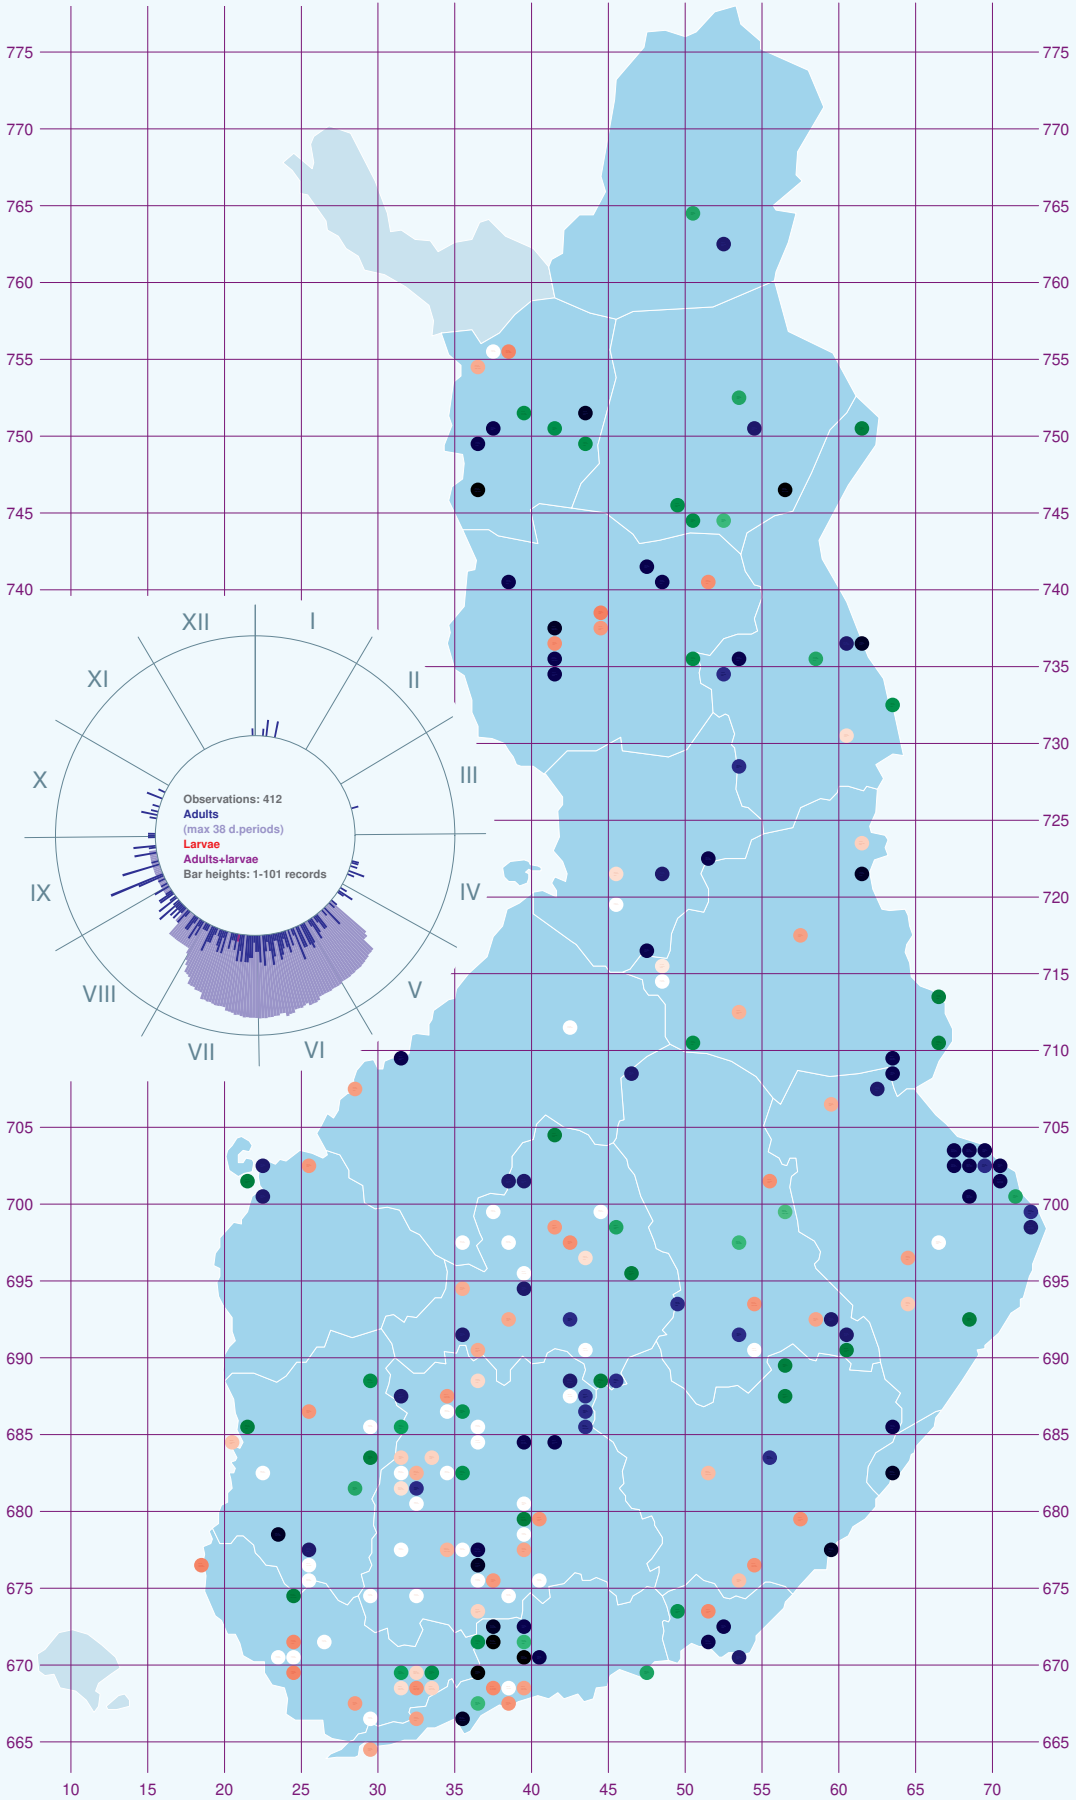 775 775
770 770
765 765
760 760
755 755
750 750
745 745
740 740
XII I
XI II
735 735
730 730
X III
Observations: 412
Adults
(max 38 d.periods)
Larvae
Adults+larvae
Bar heights: 1-101 records
725
IX IV
720
VIII V
715
VII VI
710
705 705
700 700
695 695
690 690
685 685
680 680
675 675
670 670
665 665
10 15 20 25 30 35 40 45 50 55 60 65 70